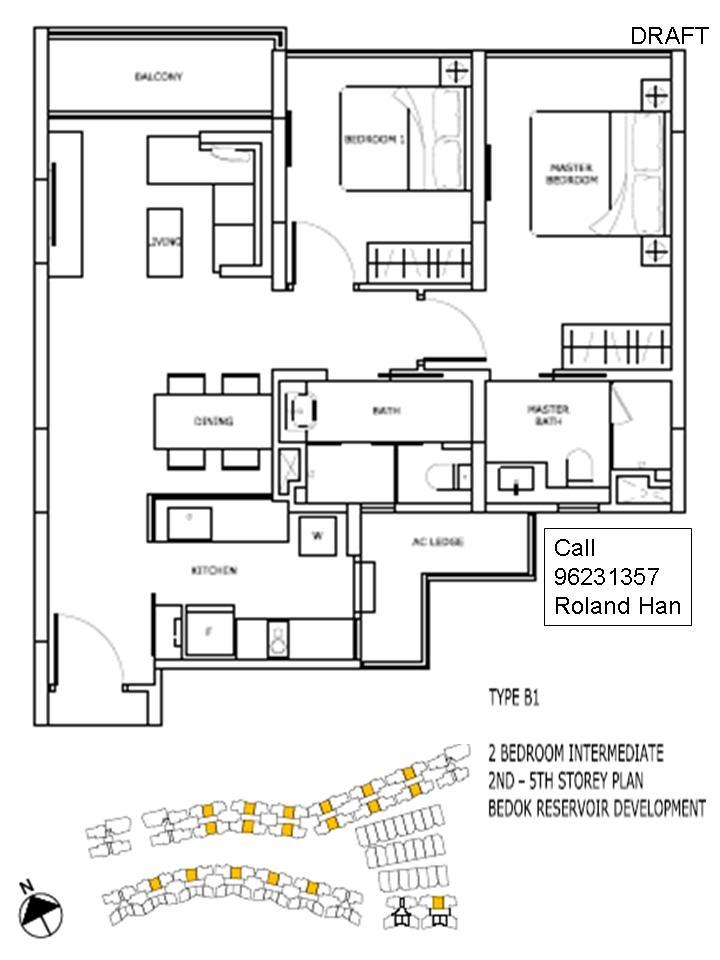 DRAFT
BALCONY
BEDROOM 1
MASTER
BEDROOM
LIVING
DINING
BATH
MASTER
BATH
W
AC LEDGE
KITCHEN
F
Call
96231357
Roland Han
TYPE B1
2 BEDROOM INTERMEDIATE
2ND – 5TH STOREY PLAN
BEDOK RESERVOIR DEVELOPMENT
N